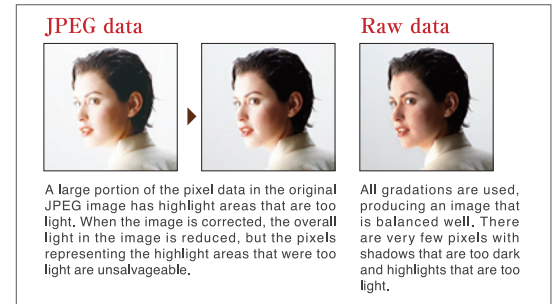 JPEG data
A large portion of the pixel data in the original
JPEG image has highlight areas that are too
light. When the image is corrected, the overall
light in the image is reduced, but the pixels
representing the highlight areas that were too
light are unsalvageable.
Raw data
All gradations are used,
producing an image that
is balanced well. There
are very few pixels with
shadows that are too dark
and highlights that are too
light.